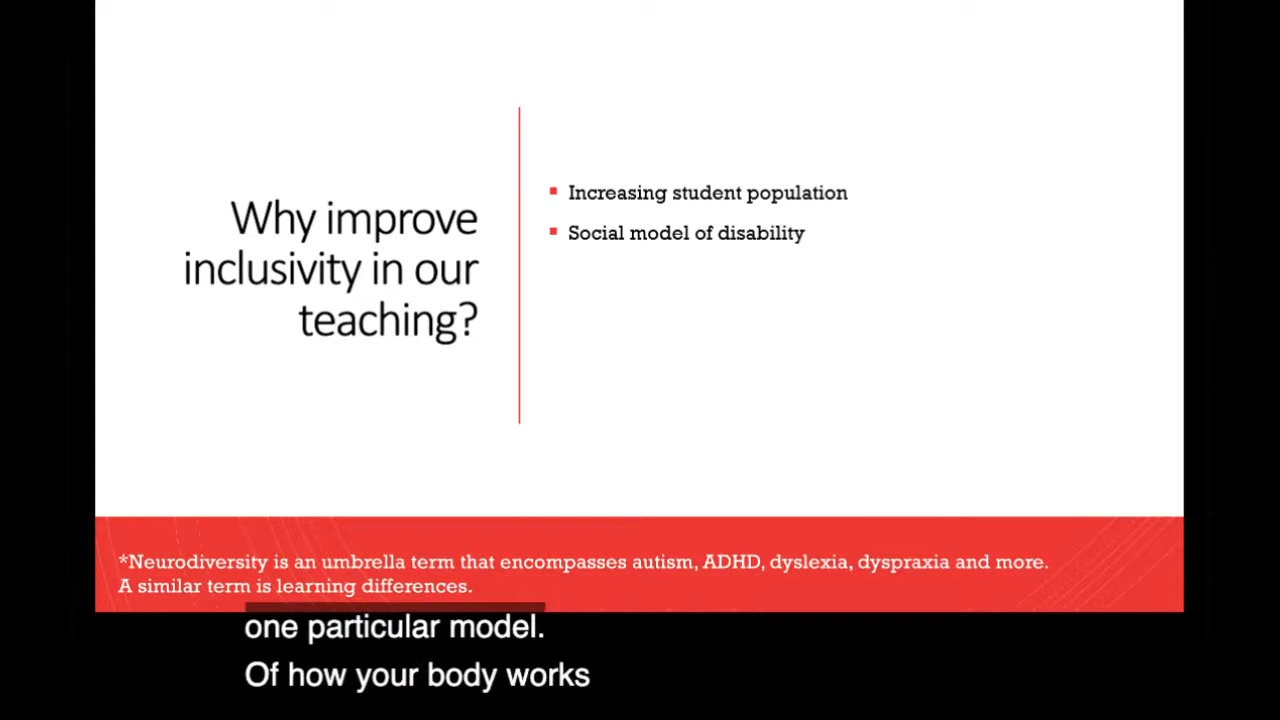 Why improve
inclusivity in our
teaching?
▪ Increasing student population
▪ Social model of disability
*Neurodiversity is an umbrella term that encompasses autism, ADHD, dyslexia, dyspraxia and more.
A similar term is learning differences.
one particular model.
Of how your body works